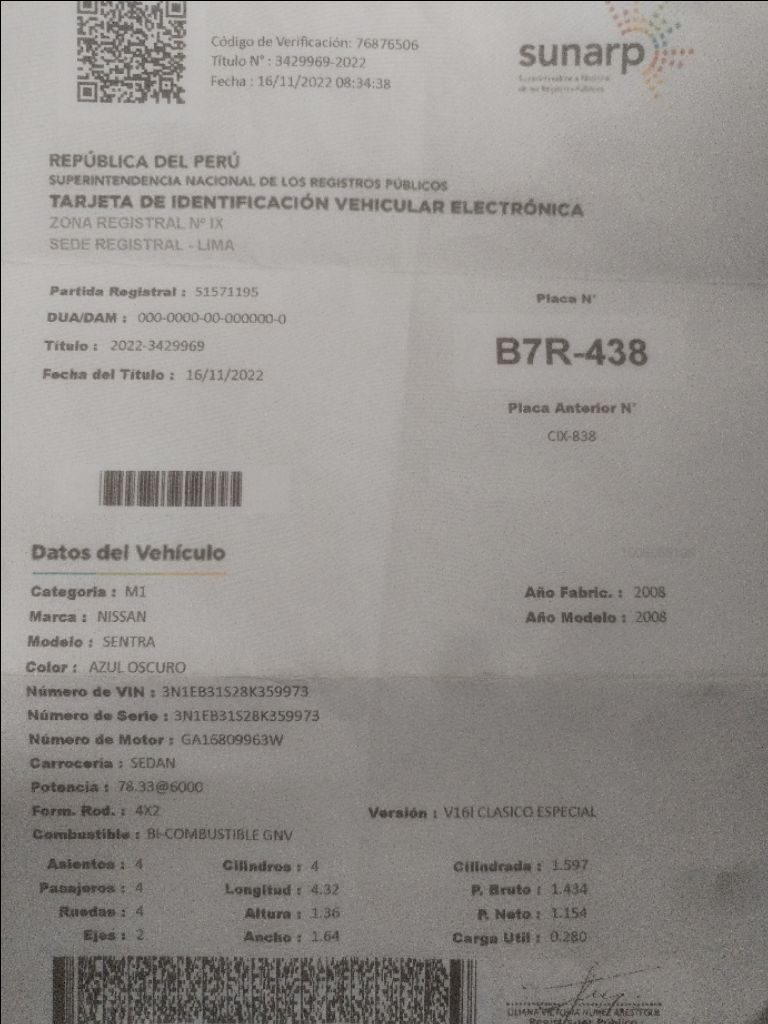 Código de Verificación: 76876506
Título N° : 3429969-2022
Fecha : 16/11/2022 08:34:38
sunarp
REPÚBLICA DEL PERÚ
SUPERINTENDENCIA NACIONAL DE LOS REGISTROS PÚBLICOS
TARJETA DE IDENTIFICACIÓN VEHICULAR ELECTRÓNICA
ZONA REGISTRAL N° IX
SEDE REGISTRAL - LIMA
Partida Registral : 51571195
DUA/DAM : 000-0000-00-000000-0
Título : 2022-3429969
Fecha del Título : 16/11/2022
Placa N°
B7R-438
Placa Anterior N°
CIX-838
Datos del Vehículo
Categoria : M1
Año Fabric. : 2008
Marca : NISSAN
Año Modelo : 2008
Modelo : SENTRA
Color : AZUL OSCURO
Número de VIN : 3N1EB31S28K359973
Número de Serie : 3N1EB31S28K359973
Número de Motor : GA16809963W
Carroceria : SEDAN
Potencia : 78.33@6000
Form. Rod. : 4X2
Versión : V16I CLASICO ESPECIAL
Combustible : BI-COMBUSTIBLE GNV
Asientos : 4
Cilindros : 4
Cilindrada : 1.597
Pasajeros : 4
Longitud : 4.32
P. Bruto : 1.434
Ruedas : 4
Altura : 1.36
P. Neto : 1.154
Ejes : 2
Ancho : 1.64
Carga Util : 0.280